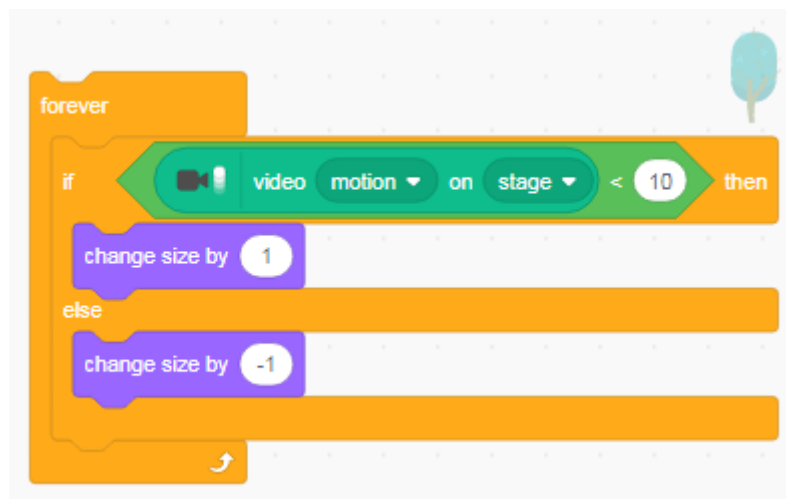 forever
if video motion on stage < 10 then
change size by 1
else
change size by -1